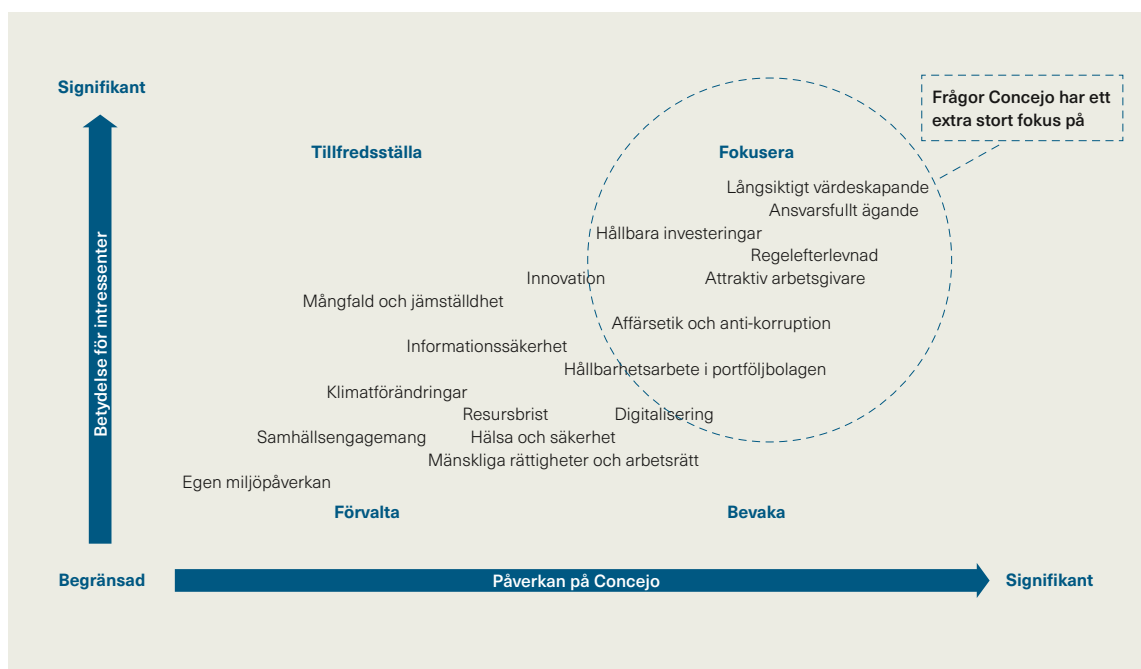 Signifikant
Frågor Concejo har ett
extra stort fokus på
Tillfredsställa
Fokusera
Långsiktigt värdeskapande
Ansvarsfullt ägande
Hållbara investeringar
Regelefterlevnad
Innovation
Attraktiv arbetsgivare
Mångfald och jämställdhet
Affärsetik och anti-korruption
Informationssäkerhet
Hållbarhetsarbete i portföljbolagen
Klimatförändringar
Resursbrist
Digitalisering
Samhällsengagemang
Hälsa och säkerhet
Mänskliga rättigheter och arbetsrätt
Egen miljöpåverkan
Förvalta
Bevaka
Betydelse för intressenter
Begränsad
Påverkan på Concejo
Signifikant